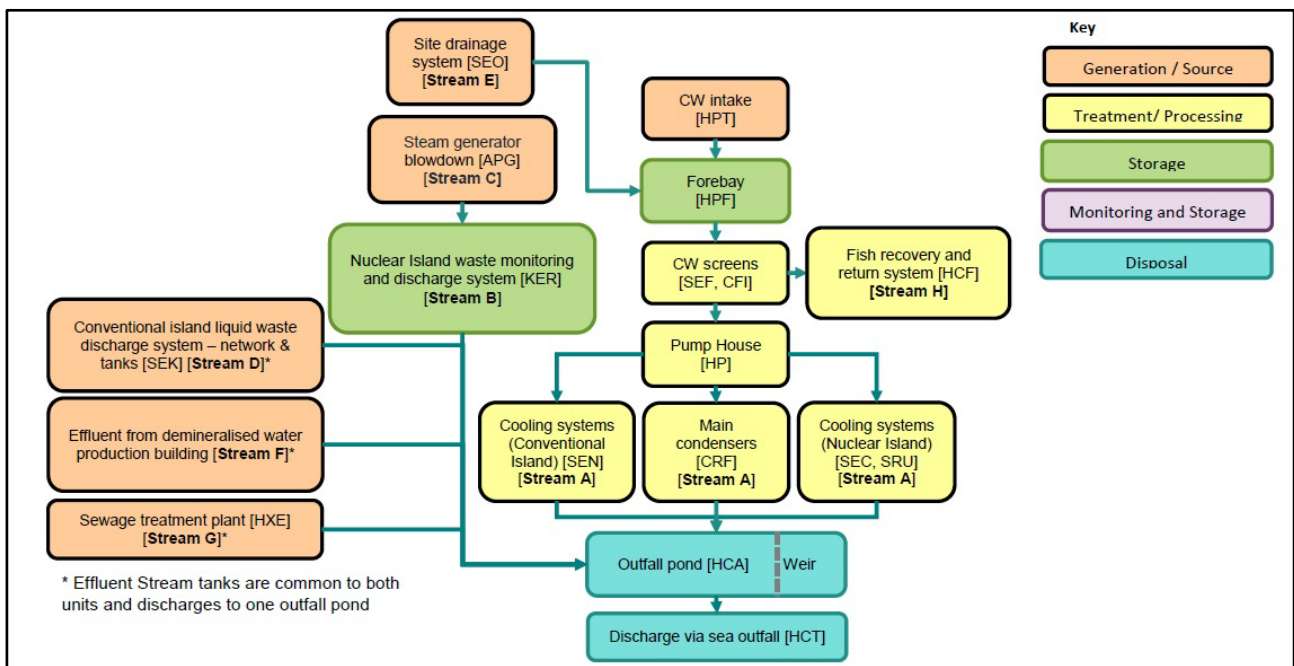 Site drainage
system [SEO]
[Stream E]
Steam generator
blowdown [APG]
[Stream C]
Nuclear Island waste monitoring
and discharge system [KER]
[Stream B]
Conventional island liquid waste
discharge system – network &
tanks [SEK] [Stream D]*
Effluent from demineralised water
production building [Stream F]*
Sewage treatment plant [HXE]
[Stream G]*
* Effluent Stream tanks are common to both
units and discharges to one outfall pond
CW intake
[HPT]
Forebay
[HPF]
CW screens
[SEF, CFI]
Fish recovery and
return system [HCF]
[Stream H]
Pump House
[HP]
Cooling systems
(Conventional
Island) [SEN]
[Stream A]
Main
condensers
[CRF]
[Stream A]
Cooling systems
(Nuclear Island)
[SEC, SRU]
[Stream A]
Outfall pond [HCA]
Weir
Discharge via sea outfall [HCT]
Key
Generation / Source
Treatment/ Processing
Storage
Monitoring and Storage
Disposal